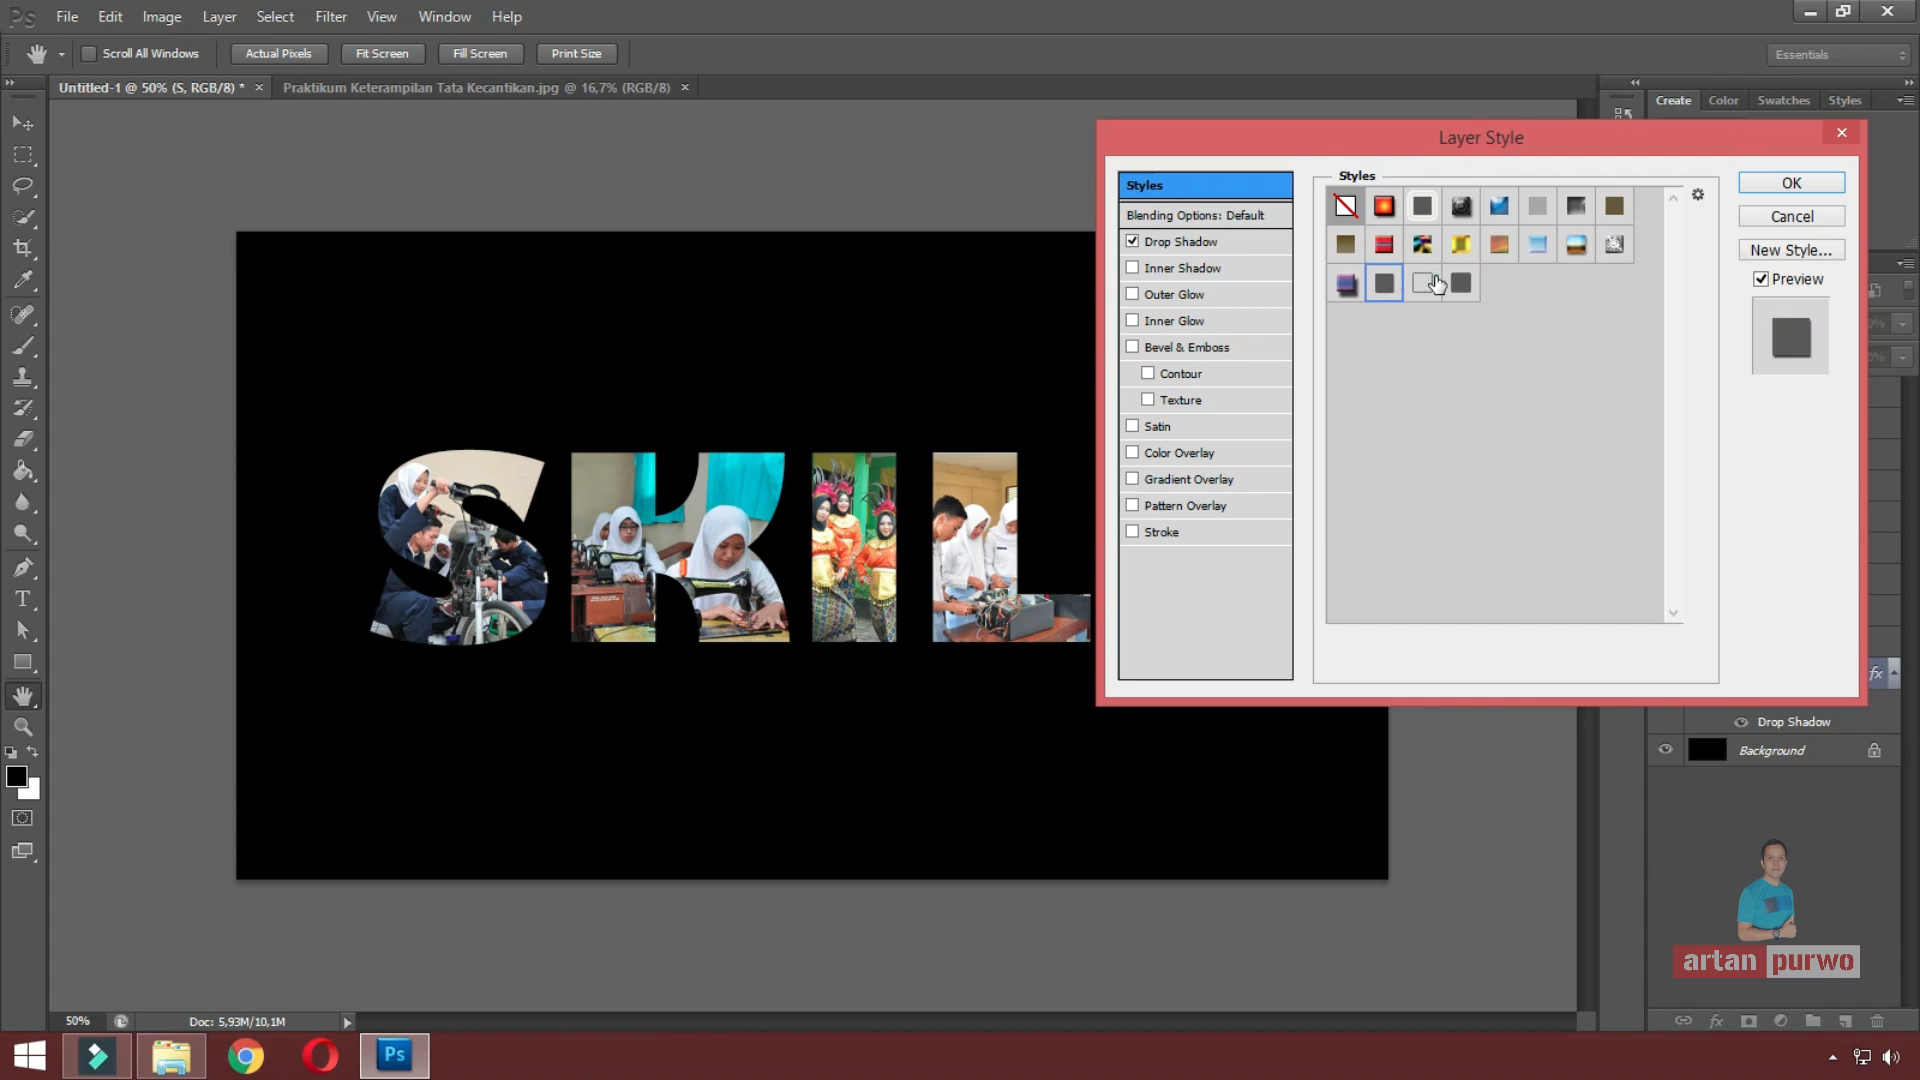 Ps File Edit Image Layer Select Filter View Window Help
Scroll All Windows Actual Pixels Fit Screen Fill Screen Print Size Essentials
Untitled-1 @ 50% (S, RGB/8) * × Praktikum Keterampilan Tata Kecantikan.jpg @ 16,7% (RGB/8) ×
Create Color Swatches Styles
Layer Style
Styles
Blending Options: Default
Drop Shadow
Inner Shadow
Outer Glow
Inner Glow
Bevel & Emboss
Contour
Texture
Satin
Color Overlay
Gradient Overlay
Pattern Overlay
Stroke
Styles
OK
Cancel
New Style...
Preview
SKIL
fx
Drop Shadow
Background
artan purwo
50% Doc: 5,93M/10,1M
fx
Ps